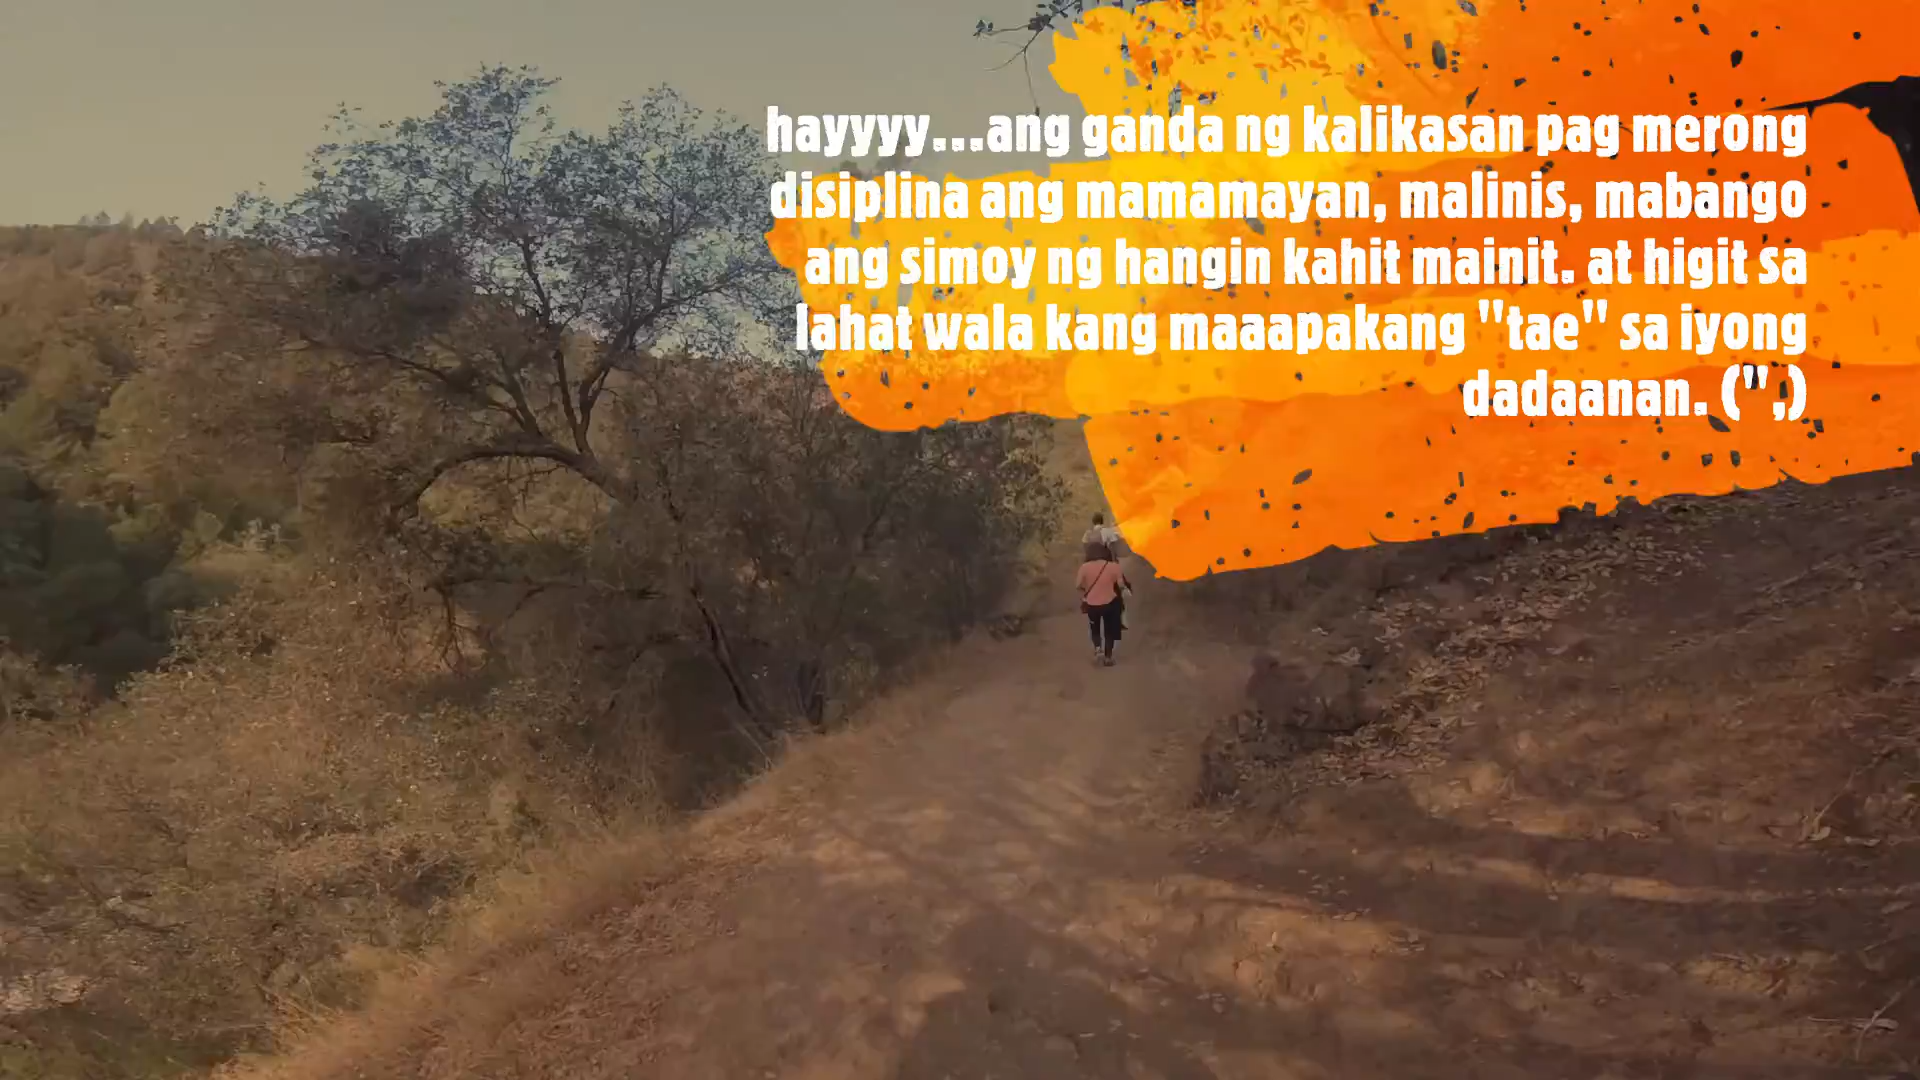 hayyyy...ang ganda ng kalikasan pag merong
disiplina ang mamamayan, malinis, mabango
ang simoy ng hangin kahit mainit. at higit sa
lahat wala kang maaapakang "tae" sa iyong
dadaanan. (",)